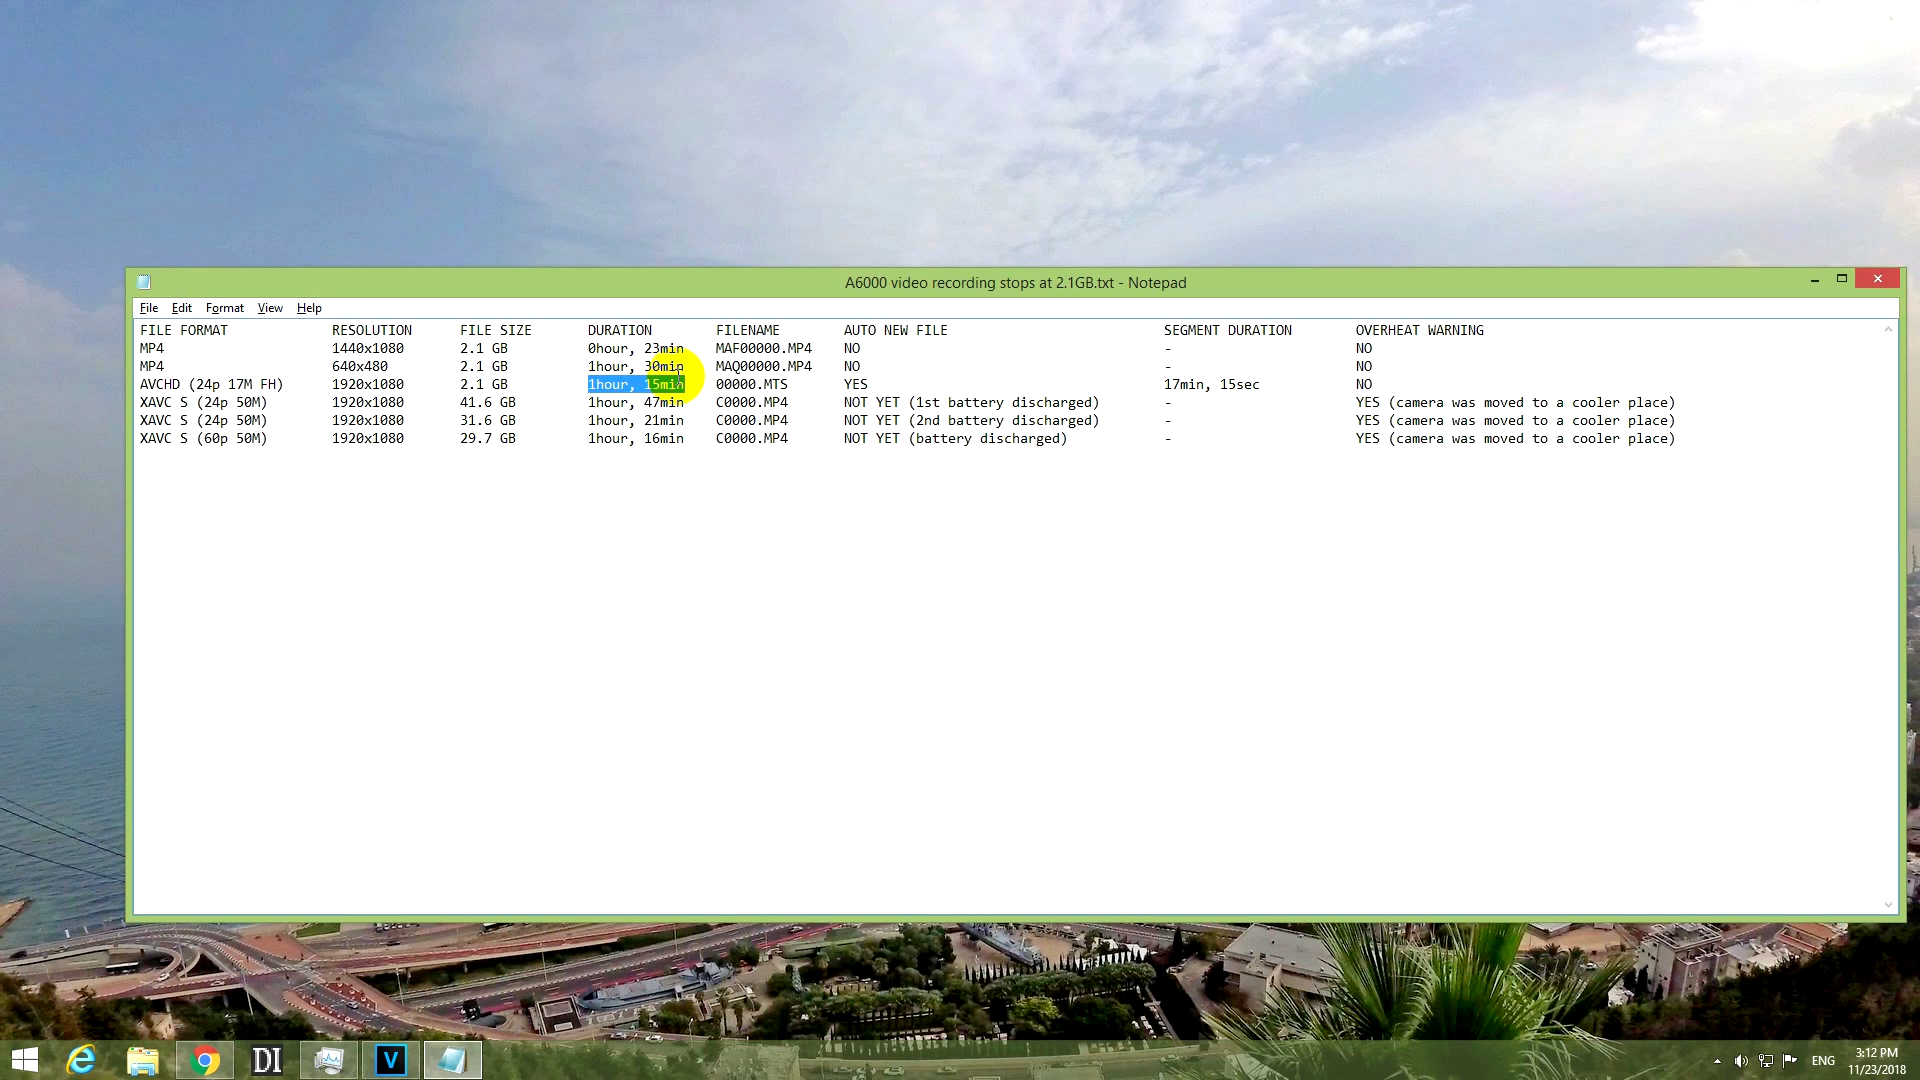 A6000 video recording stops at 2.1GB.txt - Notepad
File Edit Format View Help
FILE FORMAT RESOLUTION FILE SIZE DURATION FILENAME AUTO NEW FILE SEGMENT DURATION OVERHEAT WARNING
MP4 1440x1080 2.1 GB 0hour, 23min MAF00000.MP4 NO - NO
MP4 640x480 2.1 GB 1hour, 30min MAQ00000.MP4 NO - NO
AVCHD (24p 17M FH) 1920x1080 2.1 GB 1hour, 15min 00000.MTS YES 17min, 15sec NO
XAVC S (24p 50M) 1920x1080 41.6 GB 1hour, 47min C0000.MP4 NOT YET (1st battery discharged) - YES (camera was moved to a cooler place)
XAVC S (24p 50M) 1920x1080 31.6 GB 1hour, 21min C0000.MP4 NOT YET (2nd battery discharged) - YES (camera was moved to a cooler place)
XAVC S (60p 50M) 1920x1080 29.7 GB 1hour, 16min C0000.MP4 NOT YET (battery discharged) - YES (camera was moved to a cooler place)
DI V ENG 3:12 PM
11/23/2018